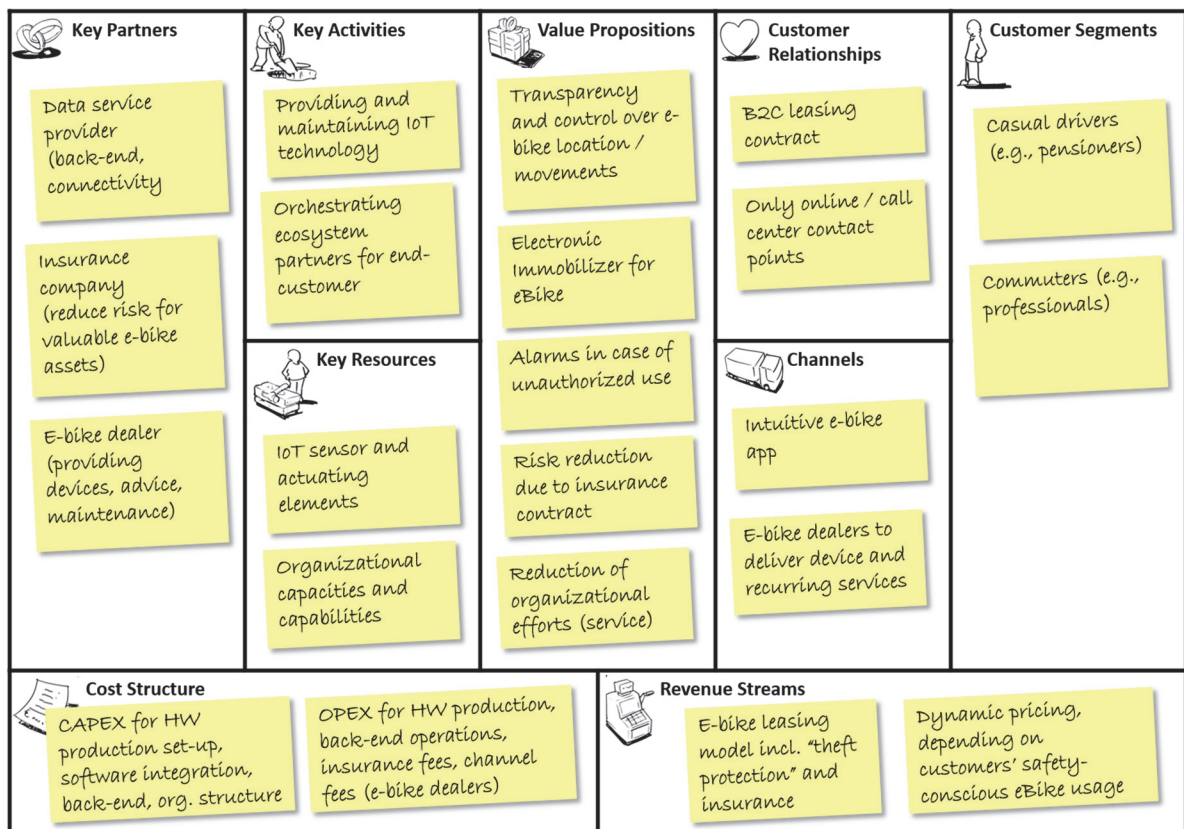 Key Partners
Data service
provider
(back-end,
connectivity
Insurance
company
(reduce risk for
valuable e-bike
assets)
E-bike dealer
(providing
devices, advice,
maintenance)
Key Activities
Providing and
maintaining IoT
technology
Orchestrating
ecosystem
partners for end-
customer
Key Resources
IoT sensor and
actuating
elements
Organizational
capacities and
capabilities
Value Propositions
Transparency
and control over e-
bike location /
movements
Electronic
Immobilizer for
eBike
Alarms in case of
unauthorized use
Risk reduction
due to insurance
contract
Reduction of
organizational
efforts (service)
Customer
Relationships
B2C leasing
contract
Only online / call
center contact
points
Channels
Intuitive e-bike
app
E-bike dealers to
deliver device and
recurring services
Customer Segments
Casual drivers
(e.g., pensioners)
Commuters (e.g.,
professionals)
Cost Structure
CAPEX for HW
production set-up,
software integration,
back-end, org. structure
OPEX for HW production,
back-end operations,
insurance fees, channel
fees (e-bike dealers)
Revenue Streams
E-bike leasing
model incl. "theft
protection" and
insurance
Dynamic pricing,
depending on
customers' safety-
conscious eBike usage